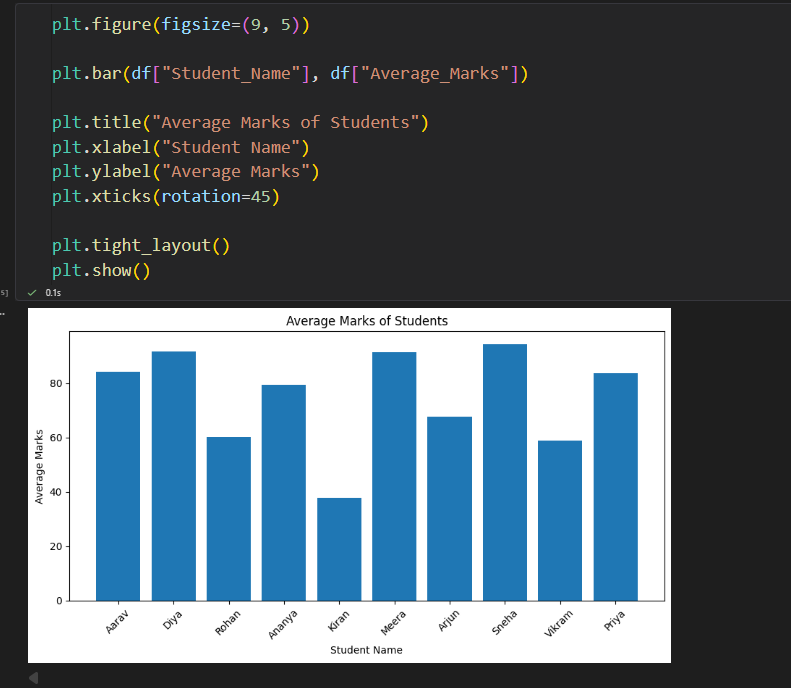 plt.figure(figsize=(9, 5))
plt.bar(df["Student_Name"], df["Average_Marks"])
plt.title("Average Marks of Students")
plt.xlabel("Student Name")
plt.ylabel("Average Marks")
plt.xticks(rotation=45)
plt.tight_layout()
plt.show()
s]
✓ 0.1s
..
Average Marks of Students
Average Marks
80
60
40
20
0
Aarav Diya Rohan Ananya Kiran Meera Arjun Sneha Vikram Priya
Student Name